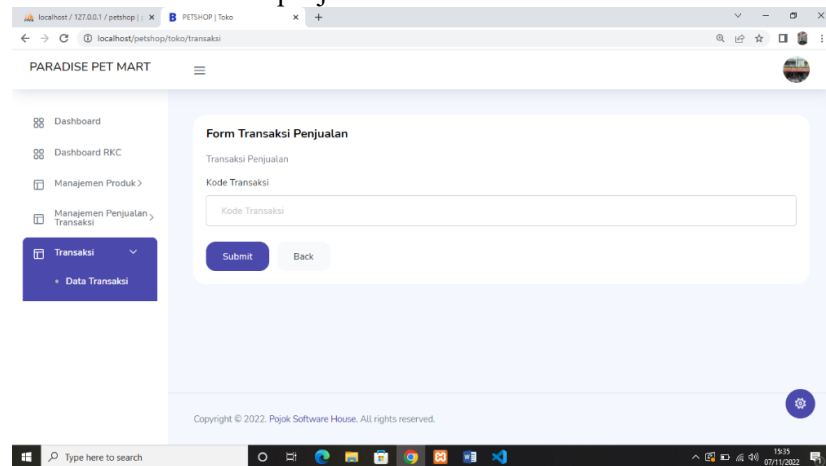 localhost / 127.0.0.1 / petshop |
PETSHOP | Toko
localhost/petshop/toko/transaksi
PARADISE PET MART
Dashboard
Dashboard RKC
Manajemen Produk
Manajemen Penjualan
Transaksi
Transaksi
Data Transaksi
Form Transaksi Penjualan
Transaksi Penjualan
Kode Transaksi
Kode Transaksi
Submit
Back
Copyright © 2022. Pojok Software House. All rights reserved.
Type here to search
15:35
07/11/2022